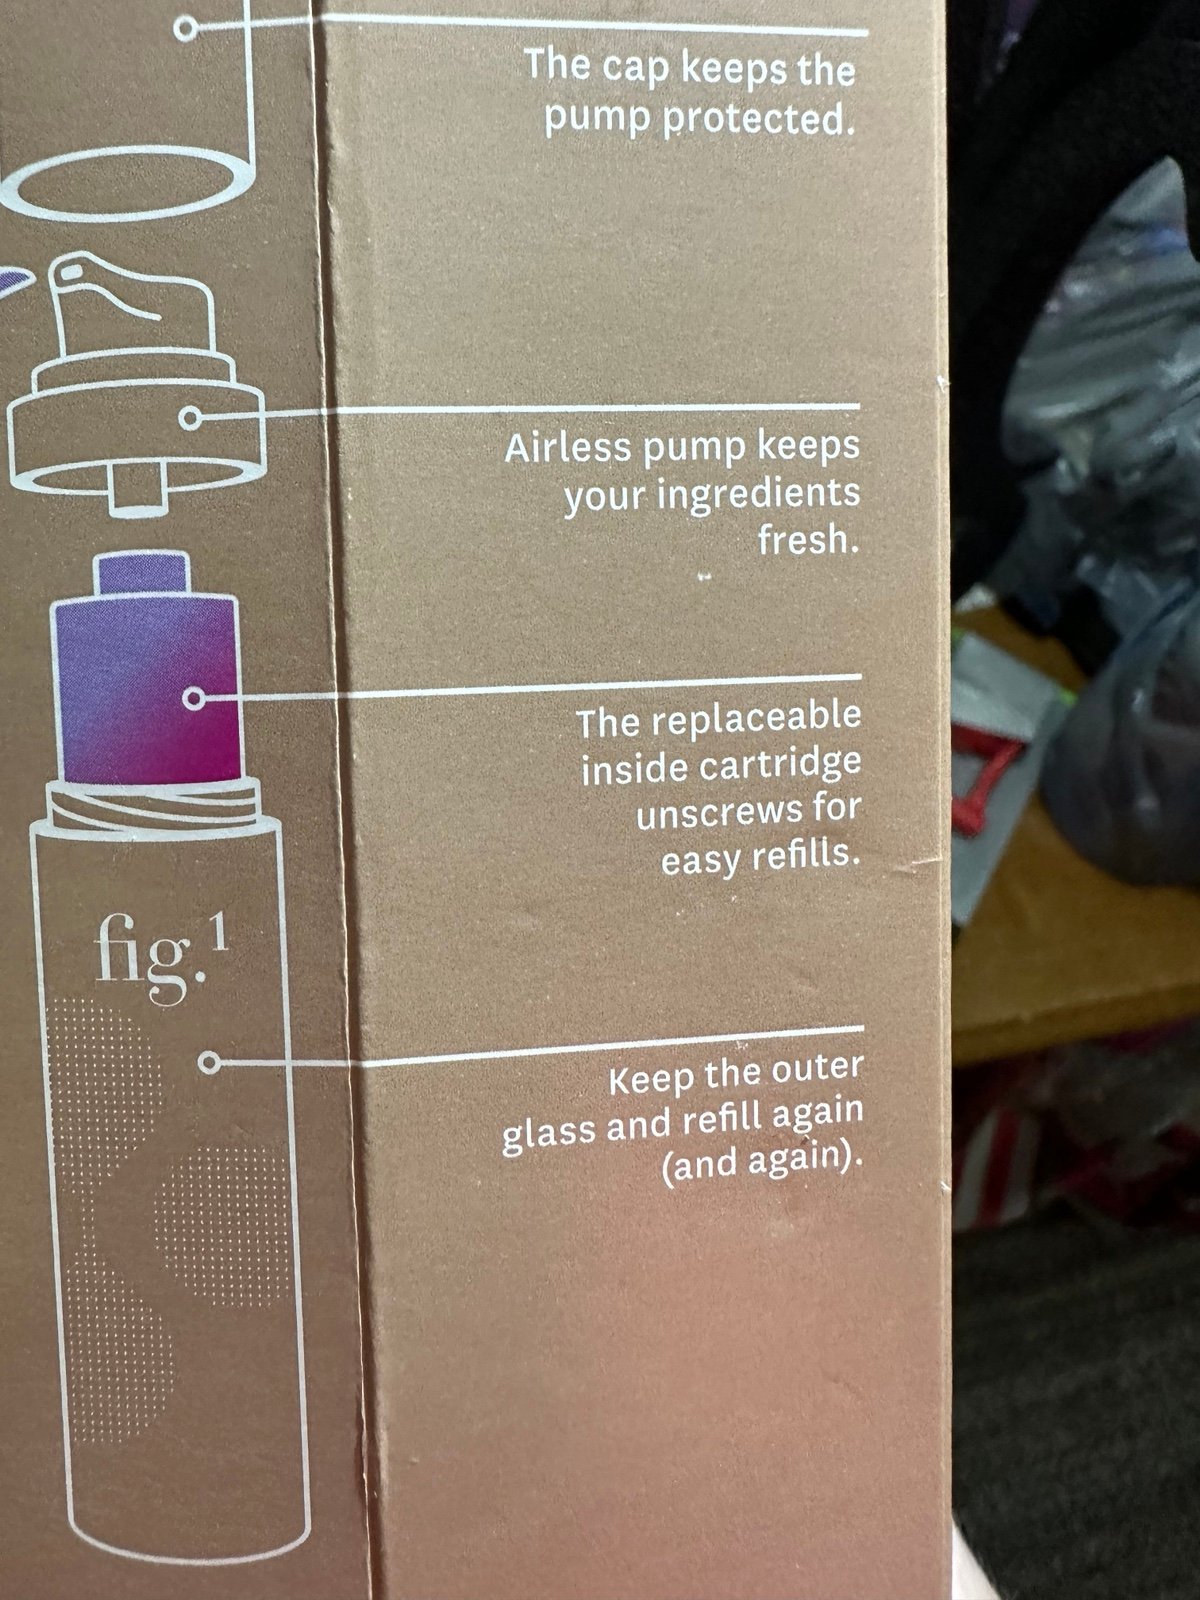 The cap keeps the
pump protected.
Airless pump keeps
your ingredients
fresh.
The replaceable
inside cartridge
unscrews for
easy refills.
fig.¹
Keep the outer
glass and refill again
(and again).